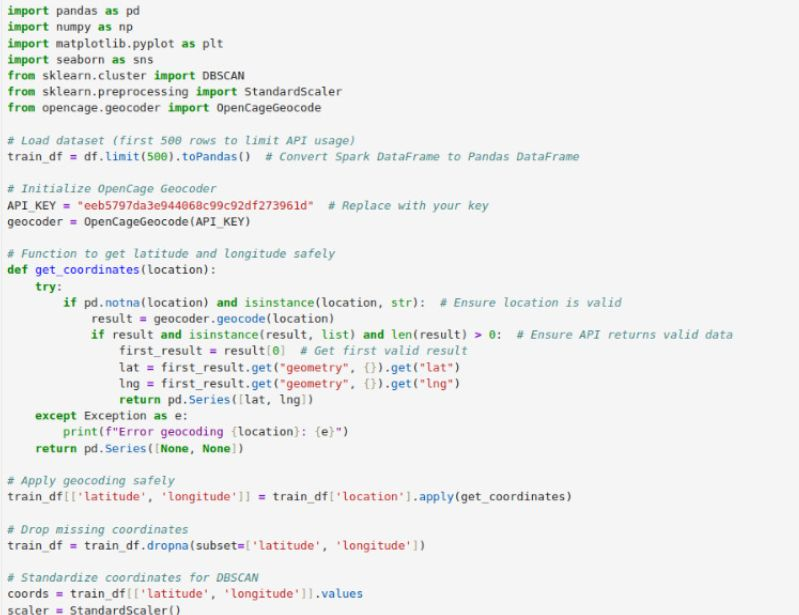 import pandas as pd
import numpy as np
import matplotlib.pyplot as plt
import seaborn as sns
from sklearn.cluster import DBSCAN
from sklearn.preprocessing import StandardScaler
from opencage.geocoder import OpenCageGeocode

# Load dataset (first 500 rows to limit API usage)
train_df = df.limit(500).toPandas()  # Convert Spark DataFrame to Pandas DataFrame

# Initialize OpenCage Geocoder
API_KEY = "eeb5797da3e944068c99c92df273961d"  # Replace with your key
geocoder = OpenCageGeocode(API_KEY)

# Function to get latitude and longitude safely
def get_coordinates(location):
    try:
        if pd.notna(location) and isinstance(location, str):  # Ensure location is valid
            result = geocoder.geocode(location)
            if result and isinstance(result, list) and len(result) > 0:  # Ensure API returns valid data
                first_result = result[0]  # Get first valid result
                lat = first_result.get("geometry", {}).get("lat")
                lng = first_result.get("geometry", {}).get("lng")
                return pd.Series([lat, lng])
    except Exception as e:
        print(f"Error geocoding {location}: {e}")
    return pd.Series([None, None])

# Apply geocoding safely
train_df[['latitude', 'longitude']] = train_df['location'].apply(get_coordinates)

# Drop missing coordinates
train_df = train_df.dropna(subset=['latitude', 'longitude'])

# Standardize coordinates for DBSCAN
coords = train_df[['latitude', 'longitude']].values
scaler = StandardScaler()